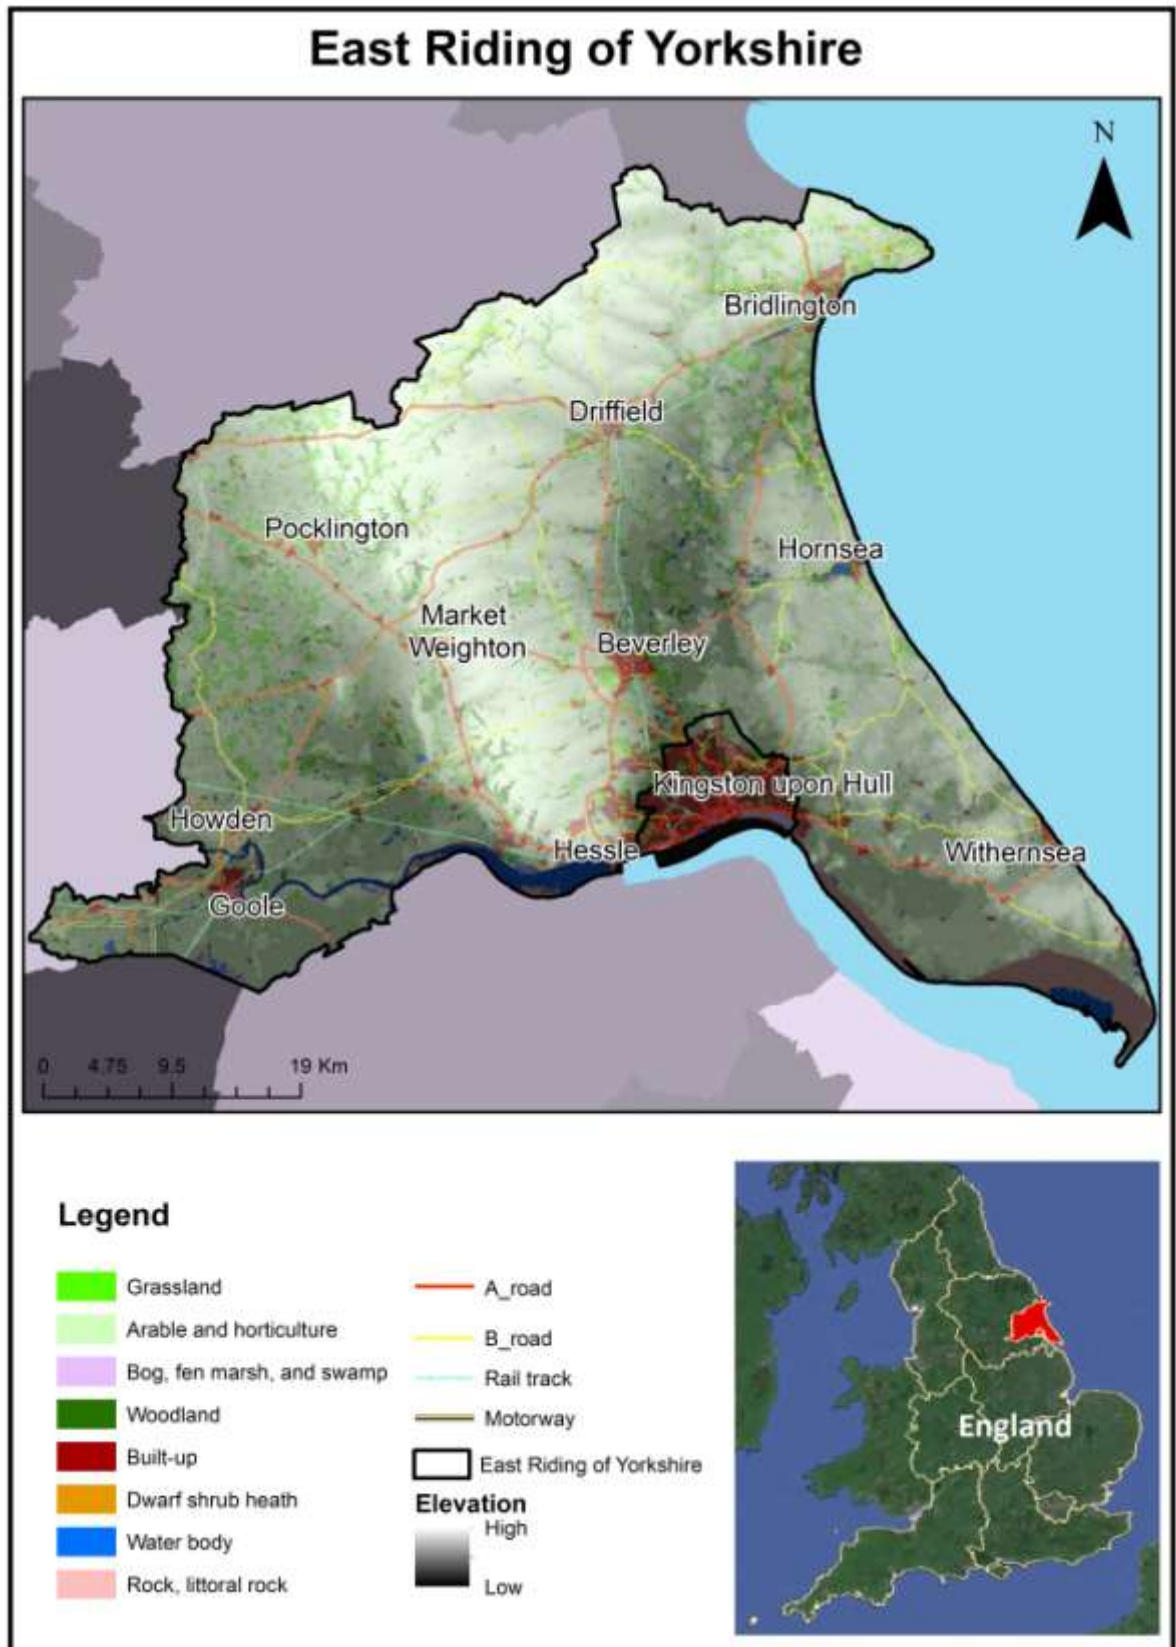 East Riding of Yorkshire
N
Bridlington
Driffield
Pocklington
Hornsea
Market
Weighton
Beverley
Kingston upon Hull
Howden
Hessle
Withernsea
Goole
0 4.75 9.5 19 Km
Legend
Grassland
Arable and horticulture
Bog, fen marsh, and swamp
Woodland
Built-up
Dwarf shrub heath
Water body
Rock, littoral rock
A_road
B_road
Rail track
Motorway
East Riding of Yorkshire
Elevation
High
Low
England